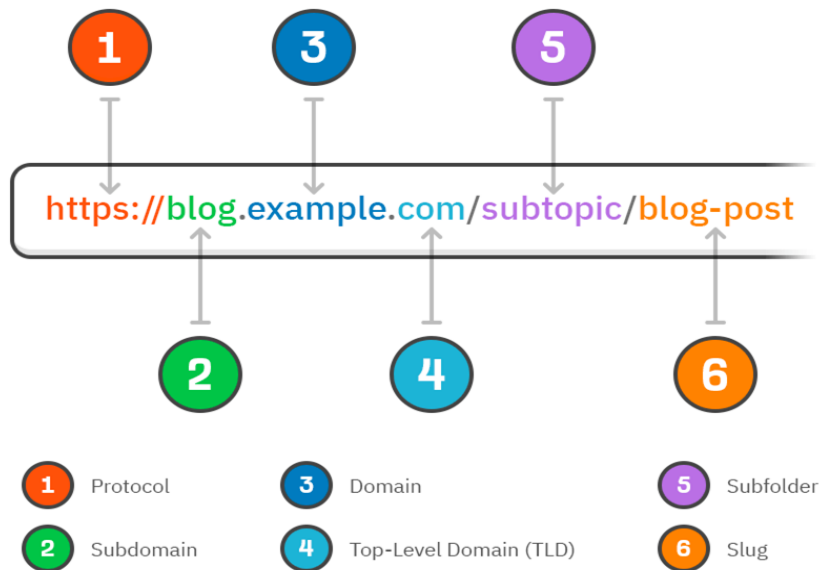 1 3 5
https://blog.example.com/subtopic/blog-post
2 4 6
1 Protocol 3 Domain 5 Subfolder
2 Subdomain 4 Top-Level Domain (TLD) 6 Slug